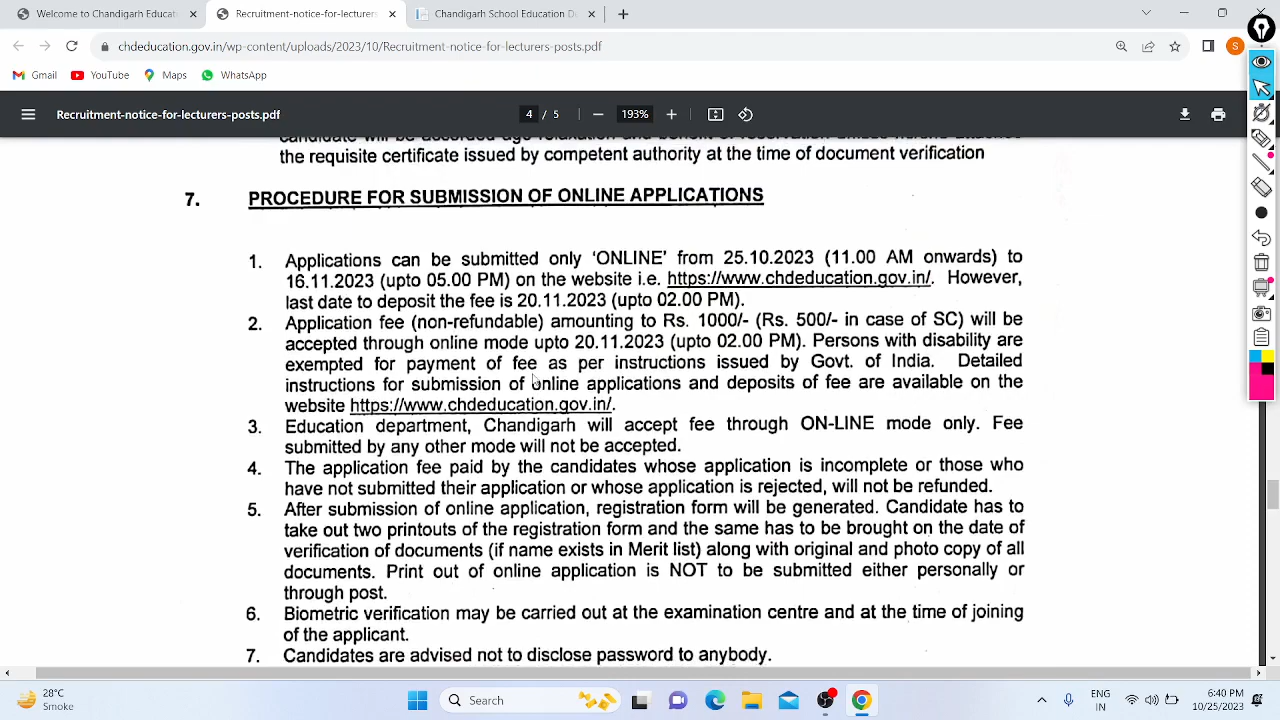 Welcome to Chandigarh Educat
Recruitment-notice-for-lecturers
Chandigarh School Education De
chdeducation.gov.in/wp-content/uploads/2023/10/Recruitment-notice-for-lecturers-posts.pdf
S
Gmail
YouTube
Maps
WhatsApp
Recruitment-notice-for-lecturers-posts.pdf
4 / 5
193%
the requisite certificate issued by competent authority at the time of document verification
7. PROCEDURE FOR SUBMISSION OF ONLINE APPLICATIONS
1. Applications can be submitted only 'ONLINE' from 25.10.2023 (11.00 AM onwards) to
16.11.2023 (upto 05.00 PM) on the website i.e. https://www.chdeducation.gov.in/. However,
last date to deposit the fee is 20.11.2023 (upto 02.00 PM).
2. Application fee (non-refundable) amounting to Rs. 1000/- (Rs. 500/- in case of SC) will be
accepted through online mode upto 20.11.2023 (upto 02.00 PM). Persons with disability are
exempted for payment of fee as per instructions issued by Govt. of India. Detailed
instructions for submission of online applications and deposits of fee are available on the
website https://www.chdeducation.gov.in/.
3. Education department, Chandigarh will accept fee through ON-LINE mode only. Fee
submitted by any other mode will not be accepted.
4. The application fee paid by the candidates whose application is incomplete or those who
have not submitted their application or whose application is rejected, will not be refunded.
5. After submission of online application, registration form will be generated. Candidate has to
take out two printouts of the registration form and the same has to be brought on the date of
verification of documents (if name exists in Merit list) along with original and photo copy of all
documents. Print out of online application is NOT to be submitted either personally or
through post.
6. Biometric verification may be carried out at the examination centre and at the time of joining
of the applicant.
7. Candidates are advised not to disclose password to anybody.
28°C
Smoke
Search
ENG
IN
6:40 PM
10/25/2023